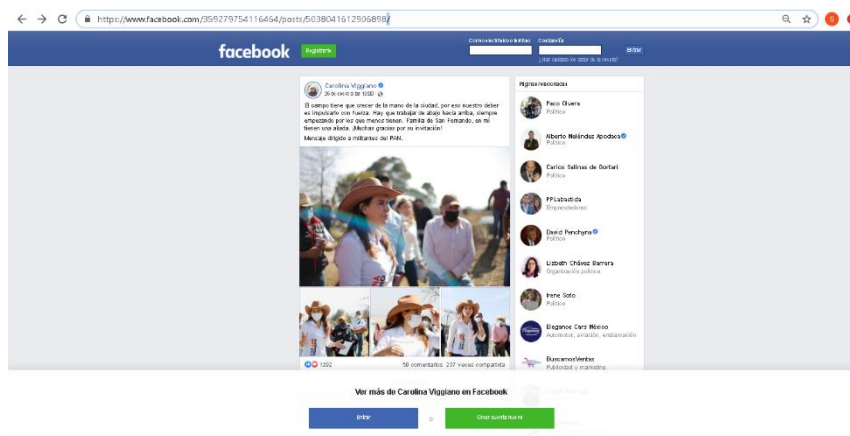 https://www.facebook.com/359279754116464/posts/5038041612906898/
facebook
Regístrate
Entrar
Carolina Viggiano
El campo tiene que crecer de la mano de la ciudad, por eso nuestro deber
es impulsarlo con fuerza. Hay que trabajar de abajo hacia arriba, siempre
empezando por los que menos tienen. Familia de San Fernando, en mí
tienen una aliada. ¡Muchas gracias por su invitación!
Mensaje dirigido a militantes del PAN.
1292
50 comentarios 237 veces compartida
Páginas relacionadas
Paco Olvera
Político
Alberto Meléndez Apodaca
Político
Carlos Salinas de Gortari
Político
PPLabastida
Emprendedores
David Penchyna
Político
Lizbeth Chávez Barrera
Organización política
Irene Soto
Político
Elegance Cars México
Automotor, aviación, embarcación
BuscamosVentas
Publicidad y marketing
Ver más de Carolina Viggiano en Facebook
Entrar
o
Crear cuenta nueva